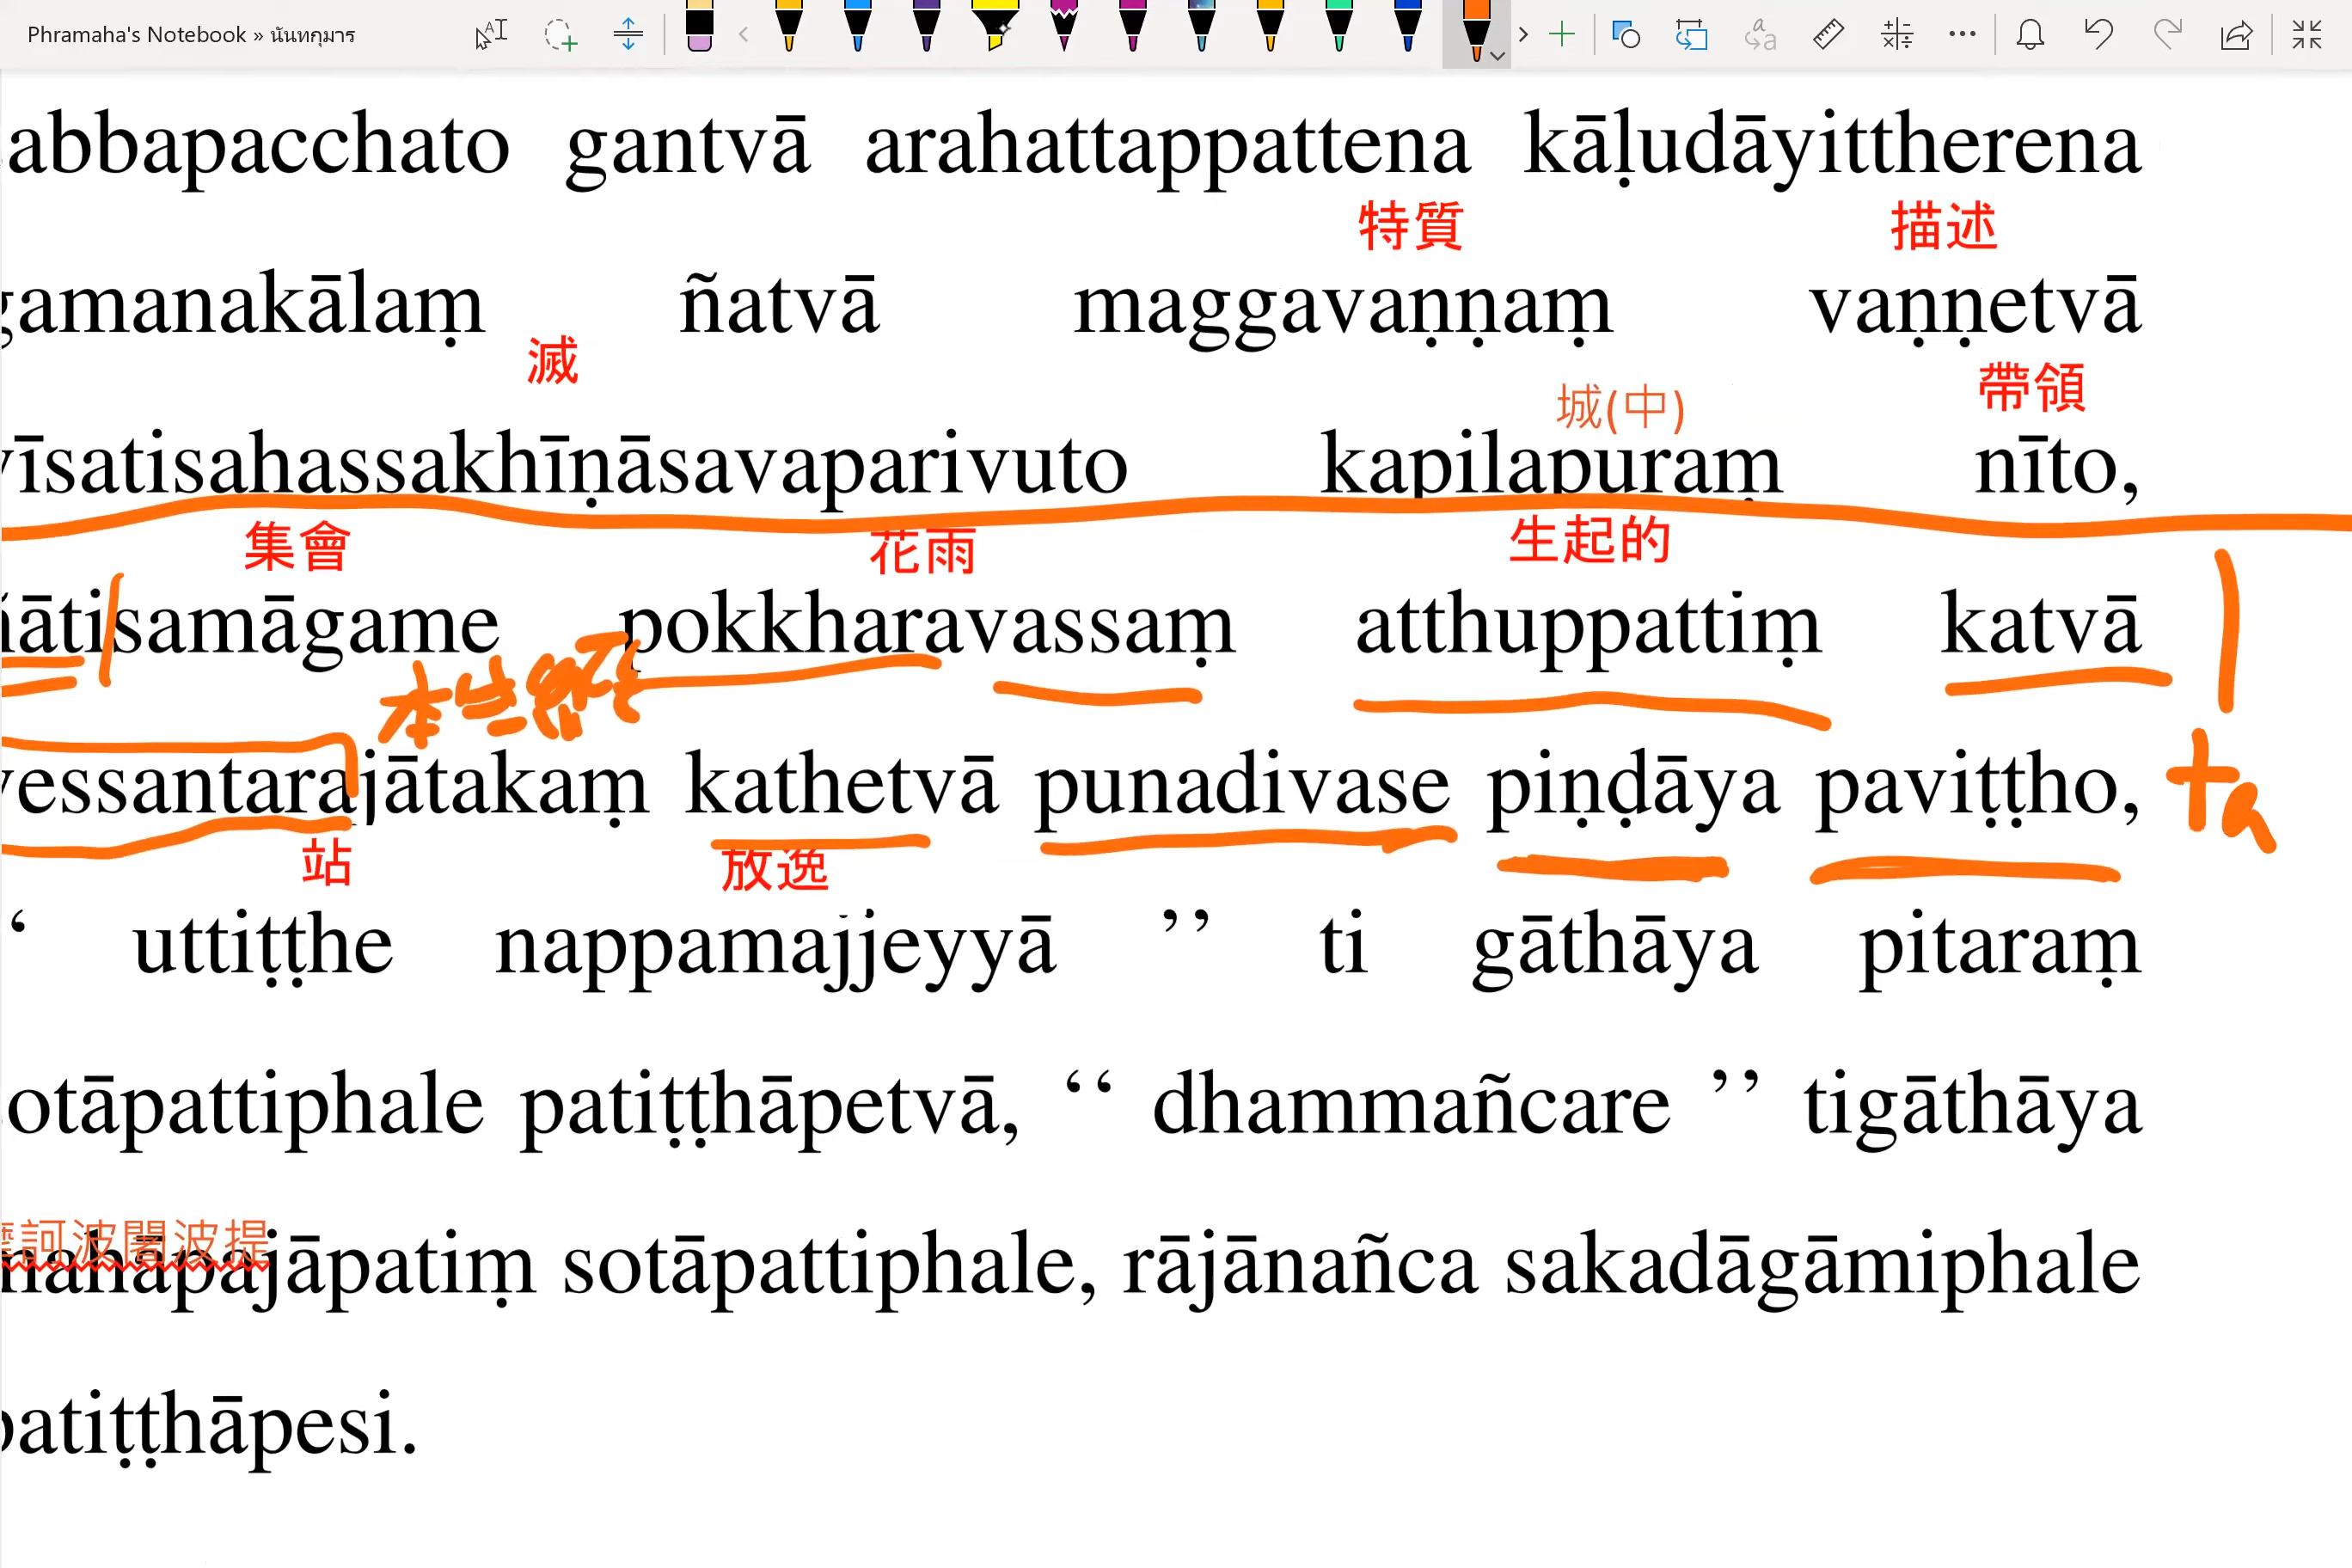 Phramaha's Notebook » นันทกุมาร
abbapacchato gantvā arahattappattena kāḷudāyittherena
特質 描述
gamanakālaṃ ñatvā maggavaṇṇaṃ vaṇṇetvā
滅 城(中) 帶領
vīsatisahassakhīṇāsavaparivuto kapilapuraṃ nīto,
集會 花雨 生起的
ñātisamāgame pokkharavassaṃ atthuppattiṃ katvā
本生經
vessantarajātakaṃ kathetvā punadivase piṇḍāya paviṭṭho, ta
站 放逸
‘ uttiṭṭhe nappamajjeyyā ’’ ti gāthāya pitaraṃ
otāpattiphale patiṭṭhāpetvā, ‘‘ dhammañcare ’’ tigāthāya
訶波闍波提
mahāpajāpatiṃ sotāpattiphale, rājānañca sakadāgāmiphale
patiṭṭhāpesi.